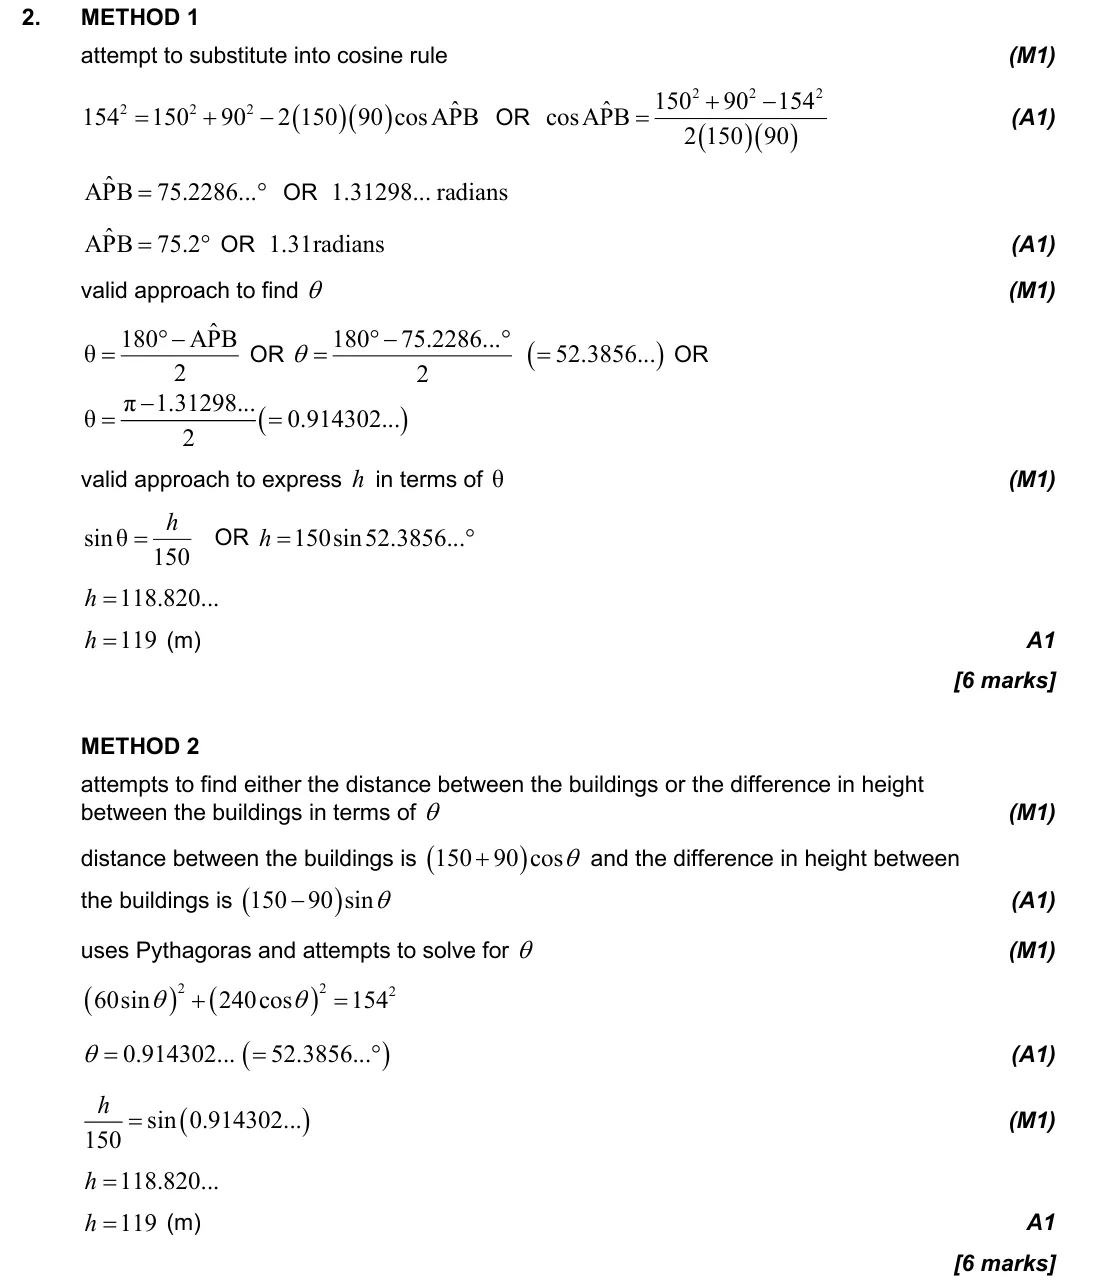 2. METHOD 1
attempt to substitute into cosine rule (M1)
154² = 150² + 90² − 2(150)(90)cos AP̂B OR cos AP̂B = (150² + 90² − 154²)/(2(150)(90)) (A1)
AP̂B = 75.2286...° OR 1.31298... radians
AP̂B = 75.2° OR 1.31 radians (A1)
valid approach to find θ (M1)
θ = (180° − AP̂B)/2 OR θ = (180° − 75.2286...°)/2 (= 52.3856...) OR
θ = (π − 1.31298...)/2 (= 0.914302...)
valid approach to express h in terms of θ (M1)
sin θ = h/150 OR h = 150 sin 52.3856...°
h = 118.820...
h = 119 (m) A1
[6 marks]
METHOD 2
attempts to find either the distance between the buildings or the difference in height
between the buildings in terms of θ (M1)
distance between the buildings is (150 + 90)cos θ and the difference in height between
the buildings is (150 − 90)sin θ (A1)
uses Pythagoras and attempts to solve for θ (M1)
(60 sin θ)² + (240 cos θ)² = 154²
θ = 0.914302... (= 52.3856...°) (A1)
h/150 = sin(0.914302...) (M1)
h = 118.820...
h = 119 (m) A1
[6 marks]